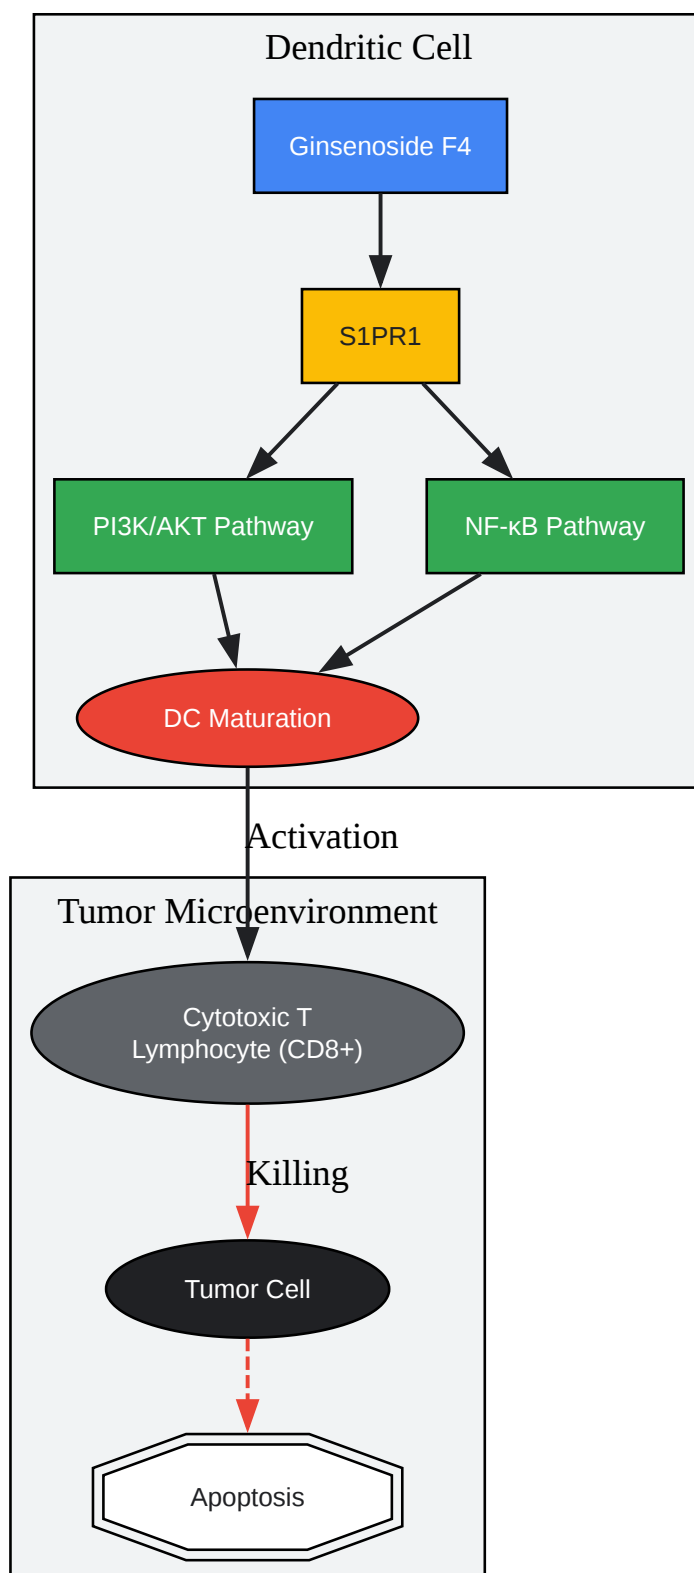 Dendritic Cell
Ginsenoside F4
S1PR1
PI3K/AKT Pathway
NF-κB Pathway
DC Maturation
Activation
Tumor Microenvironment
Cytotoxic T
Lymphocyte (CD8+)
Killing
Tumor Cell
Apoptosis